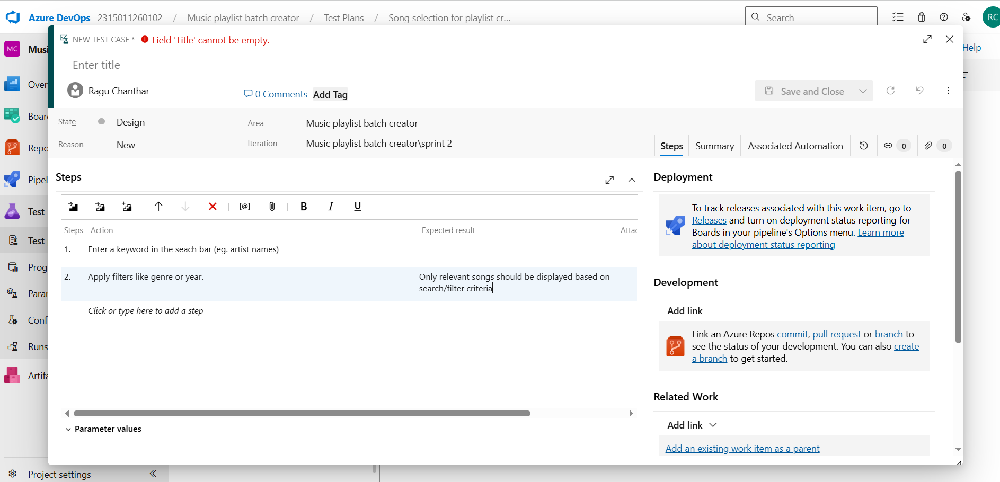 Azure DevOps 2315011260102 / Music playlist batch creator / Test Plans / Song selection for playlist cr... Search RC
MC Musi Help
NEW TEST CASE * Field 'Title' cannot be empty.
Enter title
Over
Ragu Chanthar 0 Comments Add Tag Save and Close
Boar
State Design Area Music playlist batch creator
Reason New Iteration Music playlist batch creator\sprint 2
Repo
Steps Summary Associated Automation 0 0
Pipel
Steps
Deployment
Test
[@] B I U
To track releases associated with this work item, go to
Releases and turn on deployment status reporting for
Boards in your pipeline's Options menu. Learn more
about deployment status reporting
Steps Action Expected result Attac
Test
1. Enter a keyword in the seach bar (eg. artist names)
Prog
2. Apply filters like genre or year. Only relevant songs should be displayed based on
search/filter criteria
Development
Paran
Click or type here to add a step
Add link
Conf
Link an Azure Repos commit, pull request or branch to
see the status of your development. You can also create
a branch to get started.
Runs
Artifa
Related Work
Parameter values
Add link
Add an existing work item as a parent
Project settings